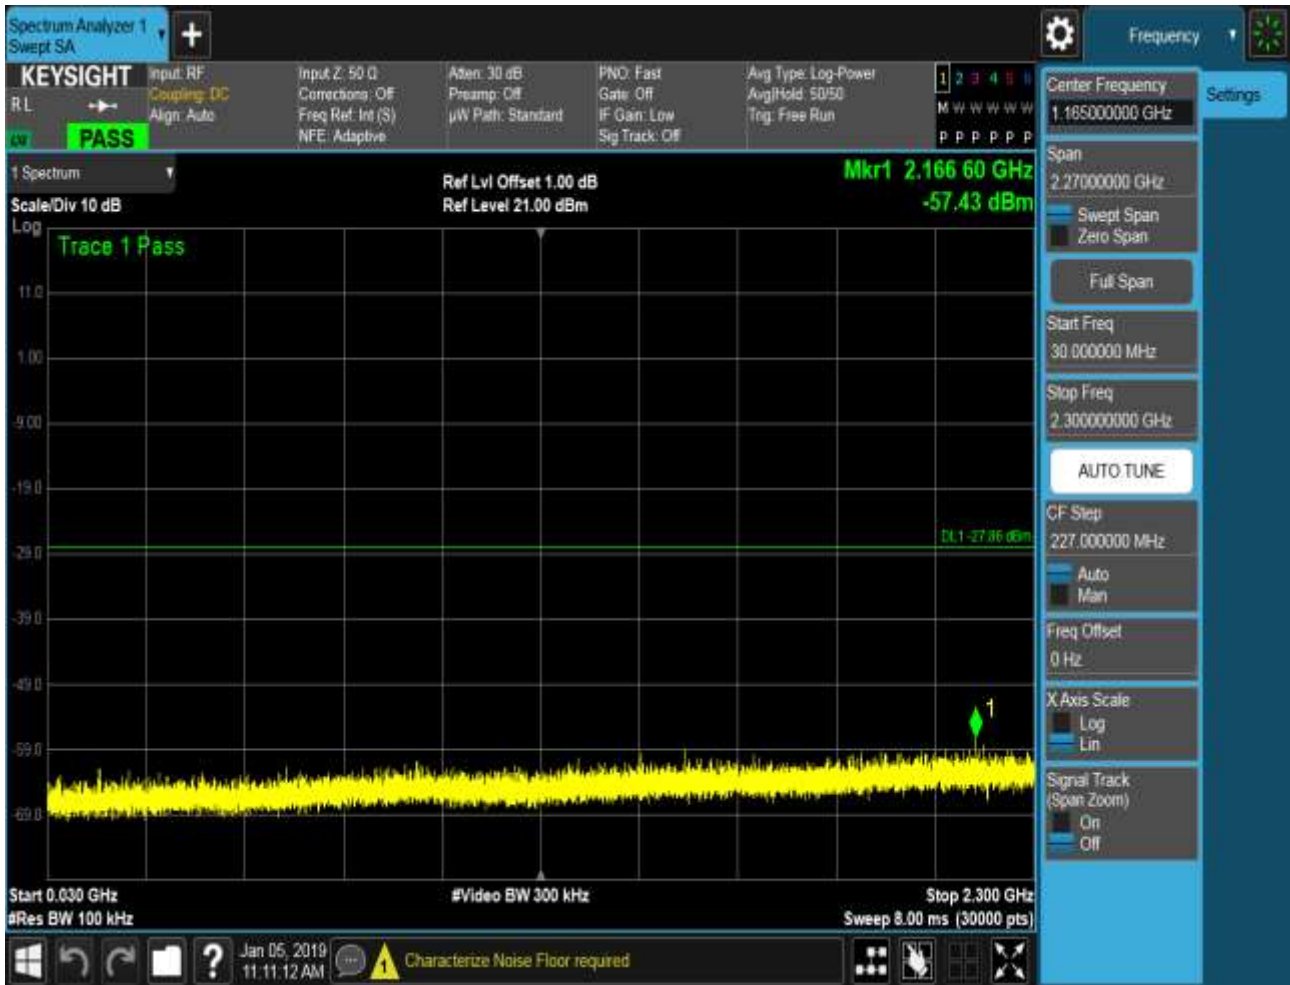 Spectrum Analyzer 1
Swept SA
Frequency
KEYSIGHT
R L
PASS
Input: RF
Coupling: DC
Align: Auto
Input Z: 50 Ω
Corrections: Off
Freq Ref: Int (S)
NFE: Adaptive
Atten: 30 dB
Preamp: Off
µW Path: Standard
PNO: Fast
Gate: Off
IF Gain: Low
Sig Track: Off
Avg Type: Log-Power
Avg|Hold: 50/50
Trig: Free Run
1 2 3 4 5 6
M W W W W W
P P P P P P
Center Frequency
1.165000000 GHz
Settings
1 Spectrum
Scale/Div 10 dB
Ref Lvl Offset 1.00 dB
Ref Level 21.00 dBm
Mkr1 2.166 60 GHz
-57.43 dBm
Log
Trace 1 Pass
11.0
1.00
-9.00
-19.0
-29.0
-39.0
-49.0
-59.0
-69.0
DL1 -27.86 dBm
1
Start 0.030 GHz
#Video BW 300 kHz
Stop 2.300 GHz
#Res BW 100 kHz
Sweep 8.00 ms (30000 pts)
Span
2.27000000 GHz
Swept Span
Zero Span
Full Span
Start Freq
30.000000 MHz
Stop Freq
2.300000000 GHz
AUTO TUNE
CF Step
227.000000 MHz
Auto
Man
Freq Offset
0 Hz
X Axis Scale
Log
Lin
Signal Track
(Span Zoom)
On
Off
?
Jan 05, 2019
11:11:12 AM
1
Characterize Noise Floor required